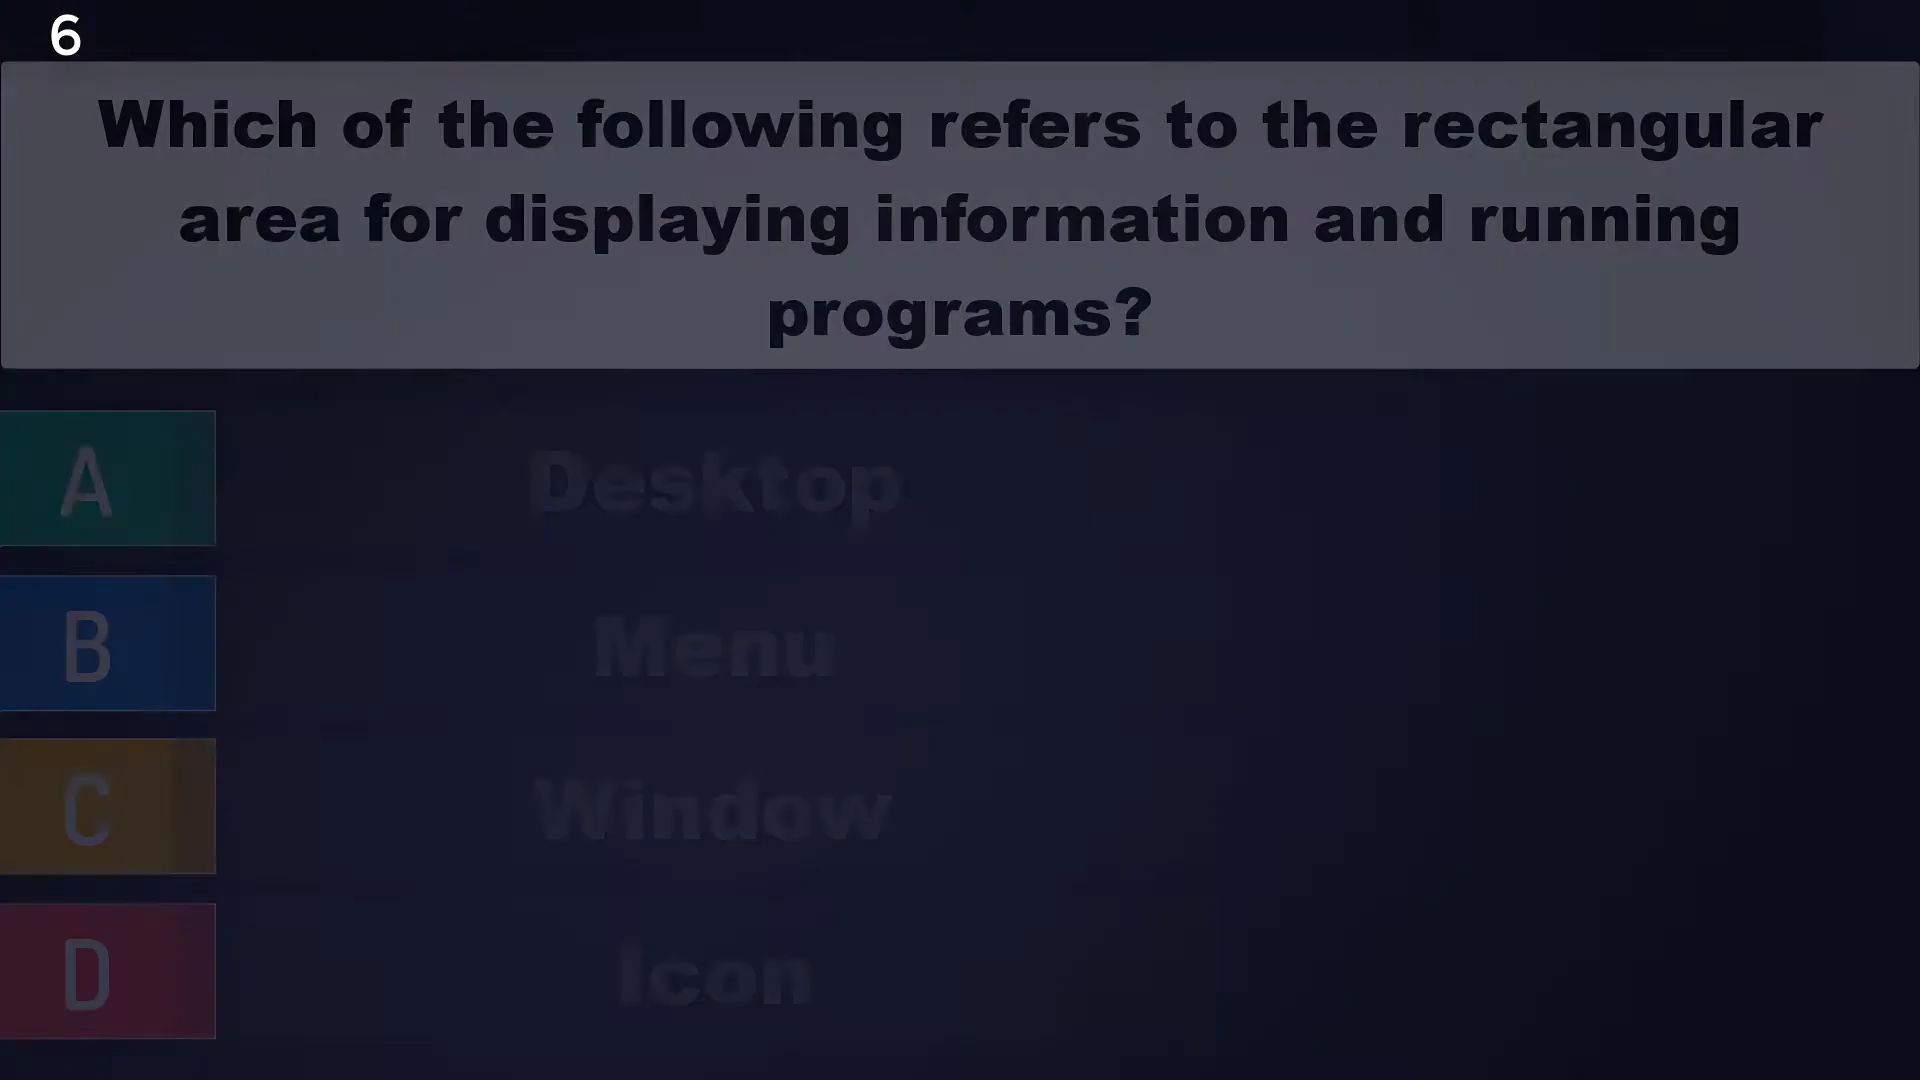 6
Which of the following refers to the rectangular
area for displaying information and running
programs?
A Desktop
B Menu
C Window
D Icon